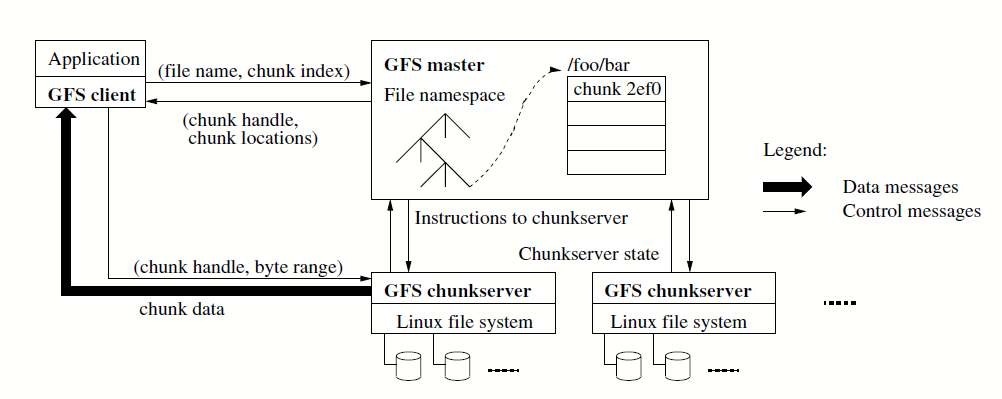 Application
GFS client
(file name, chunk index)
(chunk handle,
chunk locations)
GFS master
File namespace
/foo/bar
chunk 2ef0
Legend:
Data messages
Control messages
Instructions to chunkserver
Chunkserver state
(chunk handle, byte range)
chunk data
GFS chunkserver
Linux file system
GFS chunkserver
Linux file system